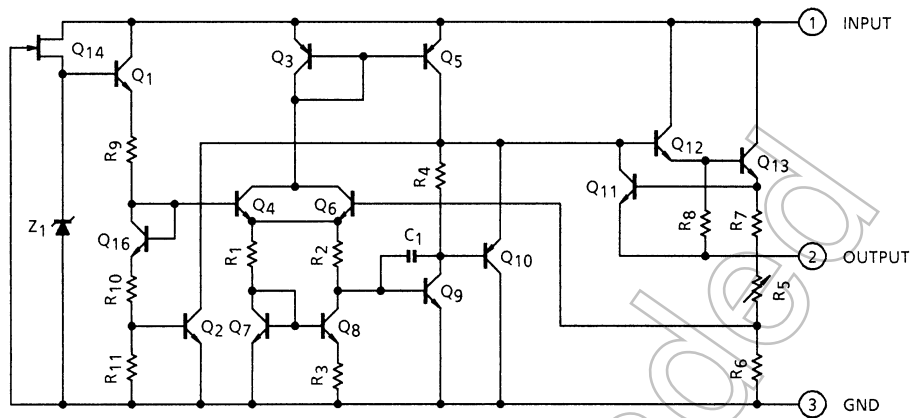 1 INPUT
Q14
Q1
Q3
Q5
R9
Q12
Q13
R4
Q11
Q4
Q6
R8
R7
Z1
Q16
R1
R2
C1
Q10
2 OUTPUT
R10
Q9
R5
Q2
Q7
Q8
R11
R3
R6
3 GND